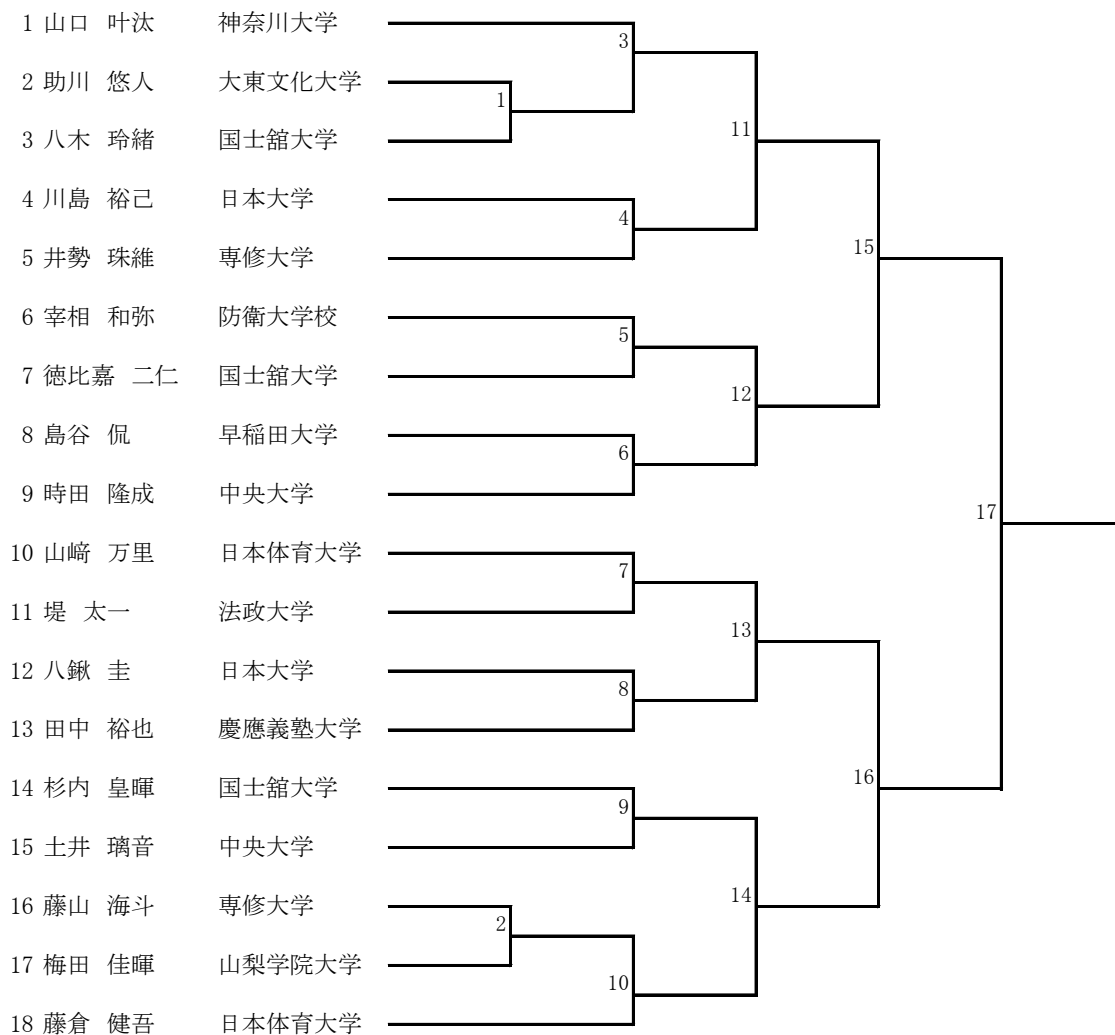 1 山口 叶汰 神奈川大学
3
2 助川 悠人 大東文化大学
1
11
3 八木 玲緒 国士舘大学
4 川島 裕己 日本大学
4
15
5 井勢 珠維 専修大学
6 宰相 和弥 防衛大学校
5
7 徳比嘉 二仁 国士舘大学
12
8 島谷 侃 早稲田大学
6
9 時田 隆成 中央大学
17
10 山﨑 万里 日本体育大学
7
11 堤 太一 法政大学
13
12 八鍬 圭 日本大学
8
13 田中 裕也 慶應義塾大学
16
14 杉内 皇暉 国士舘大学
9
15 土井 璃音 中央大学
14
16 藤山 海斗 専修大学
2
17 梅田 佳暉 山梨学院大学
10
18 藤倉 健吾 日本体育大学